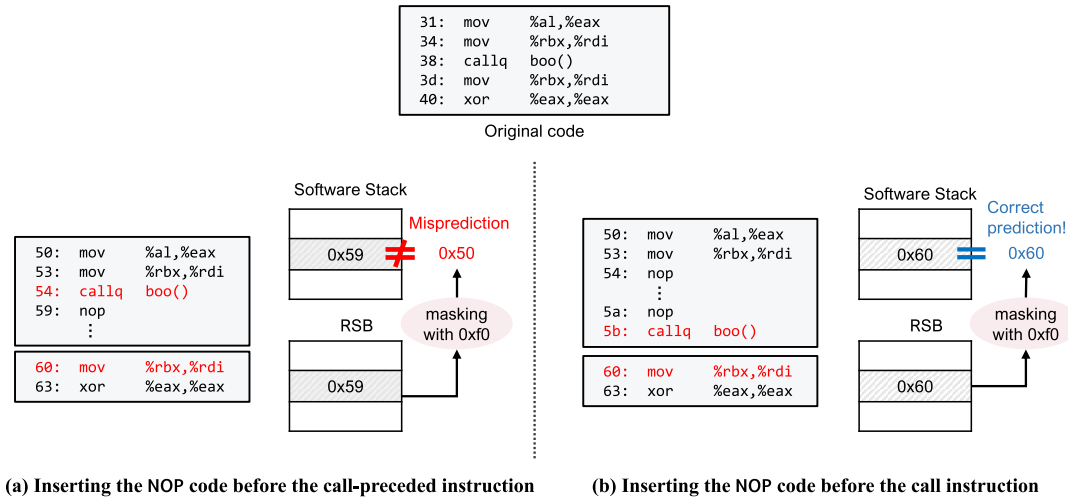 31: mov %al,%eax
34: mov %rbx,%rdi
38: callq boo()
3d: mov %rbx,%rdi
40: xor %eax,%eax
Original code
Software Stack
Misprediction
0x59
0x50
50: mov %al,%eax
53: mov %rbx,%rdi
54: callq boo()
59: nop
⋮
60: mov %rbx,%rdi
63: xor %eax,%eax
masking
with 0xf0
RSB
0x59
(a) Inserting the NOP code before the call-preceded instruction
50: mov %al,%eax
53: mov %rbx,%rdi
54: nop
⋮
5a: nop
5b: callq boo()
60: mov %rbx,%rdi
63: xor %eax,%eax
Software Stack
Correct
prediction!
0x60
0x60
masking
with 0xf0
RSB
0x60
(b) Inserting the NOP code before the call instruction